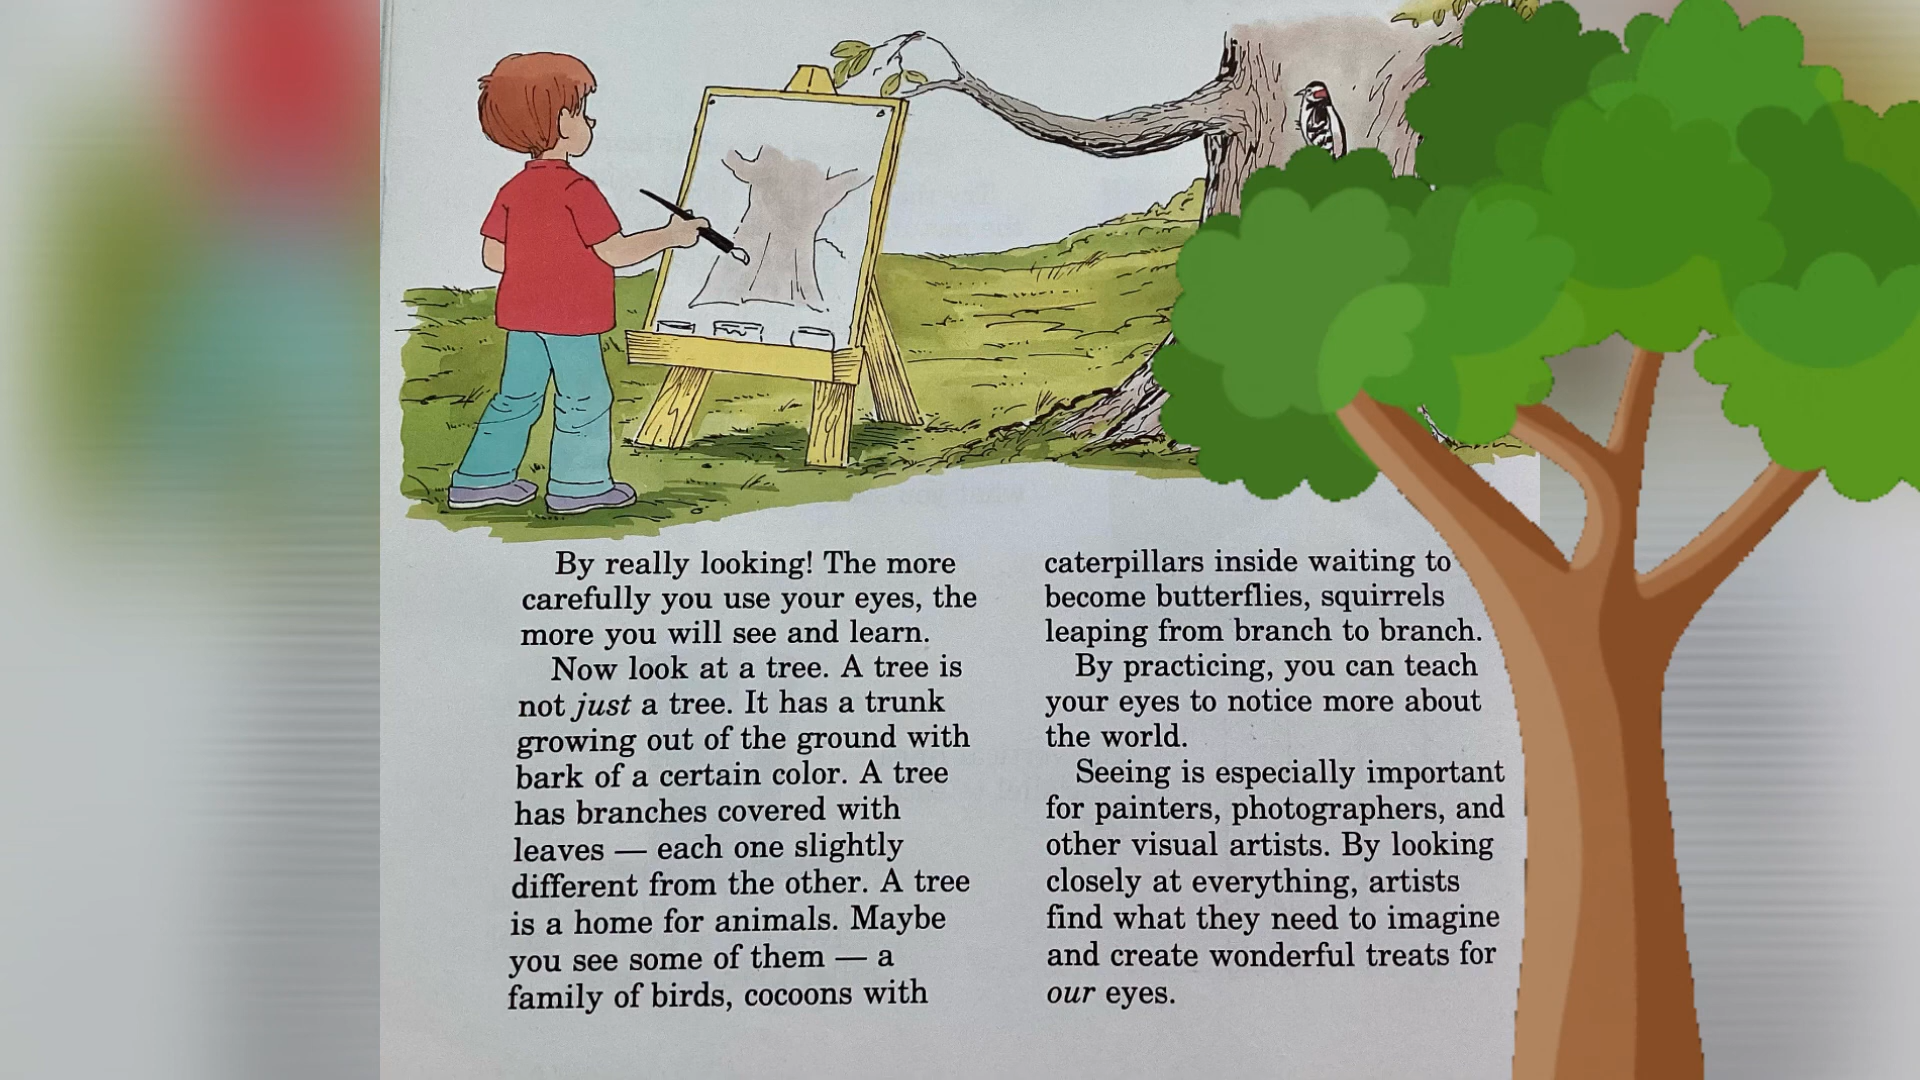 By really looking! The more
carefully you use your eyes, the
more you will see and learn.
Now look at a tree. A tree is
not just a tree. It has a trunk
growing out of the ground with
bark of a certain color. A tree
has branches covered with
leaves — each one slightly
different from the other. A tree
is a home for animals. Maybe
you see some of them — a
family of birds, cocoons with
caterpillars inside waiting to
become butterflies, squirrels
leaping from branch to branch.
By practicing, you can teach
your eyes to notice more about
the world.
Seeing is especially important
for painters, photographers, and
other visual artists. By looking
closely at everything, artists
find what they need to imagine
and create wonderful treats for
our eyes.